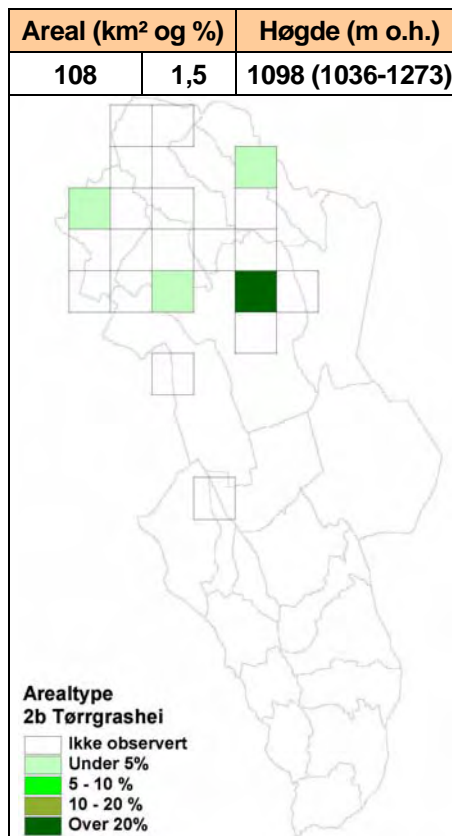 Areal (km² og %) Høgde (m o.h.)
108 1,5 1098 (1036-1273)
Arealtype
2b Tørrgrashei
Ikke observert
Under 5%
5 - 10 %
10 - 20 %
Over 20%